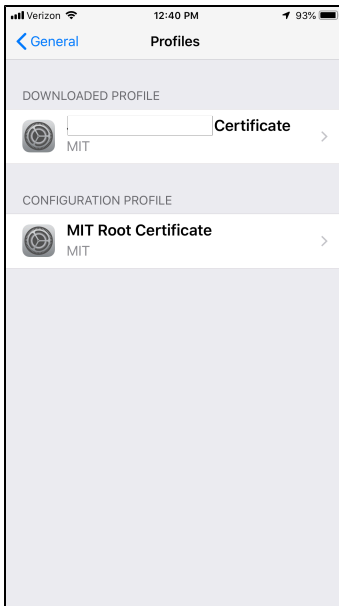 Verizon 12:40 PM 93%
General Profiles
DOWNLOADED PROFILE
Certificate
MIT
CONFIGURATION PROFILE
MIT Root Certificate
MIT